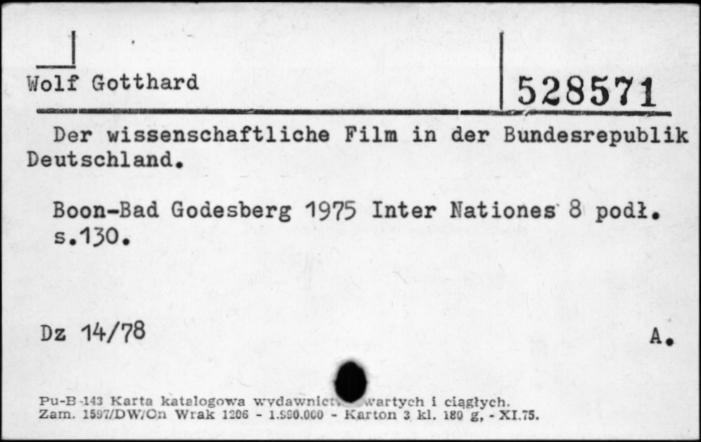 Wolf Gotthard
528571
Der wissenschaftliche Film in der Bundesrepublik
Deutschland.
Boon-Bad Godesberg 1975 Inter Nationes 8 podł.
s.130.
Dz 14/78
A.
Pu-B-143 Karta katalogowa wydawnict wartych i ciągłych.
Zam. 1597/DW/On Wrak 1206 - 1.990.000 - Karton 3 kl. 180 g, - XI.75.